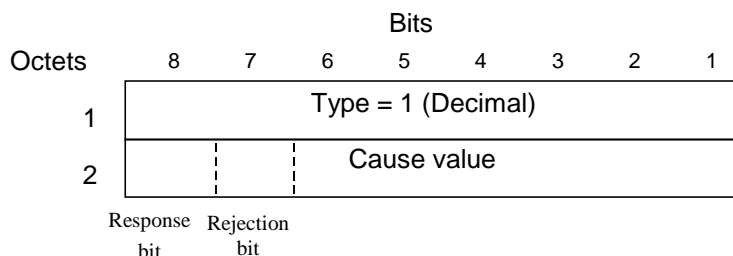 Bits
Octets 8 7 6 5 4 3 2 1
1 Type = 1 (Decimal)
2 Cause value
Response Rejection
bit bit